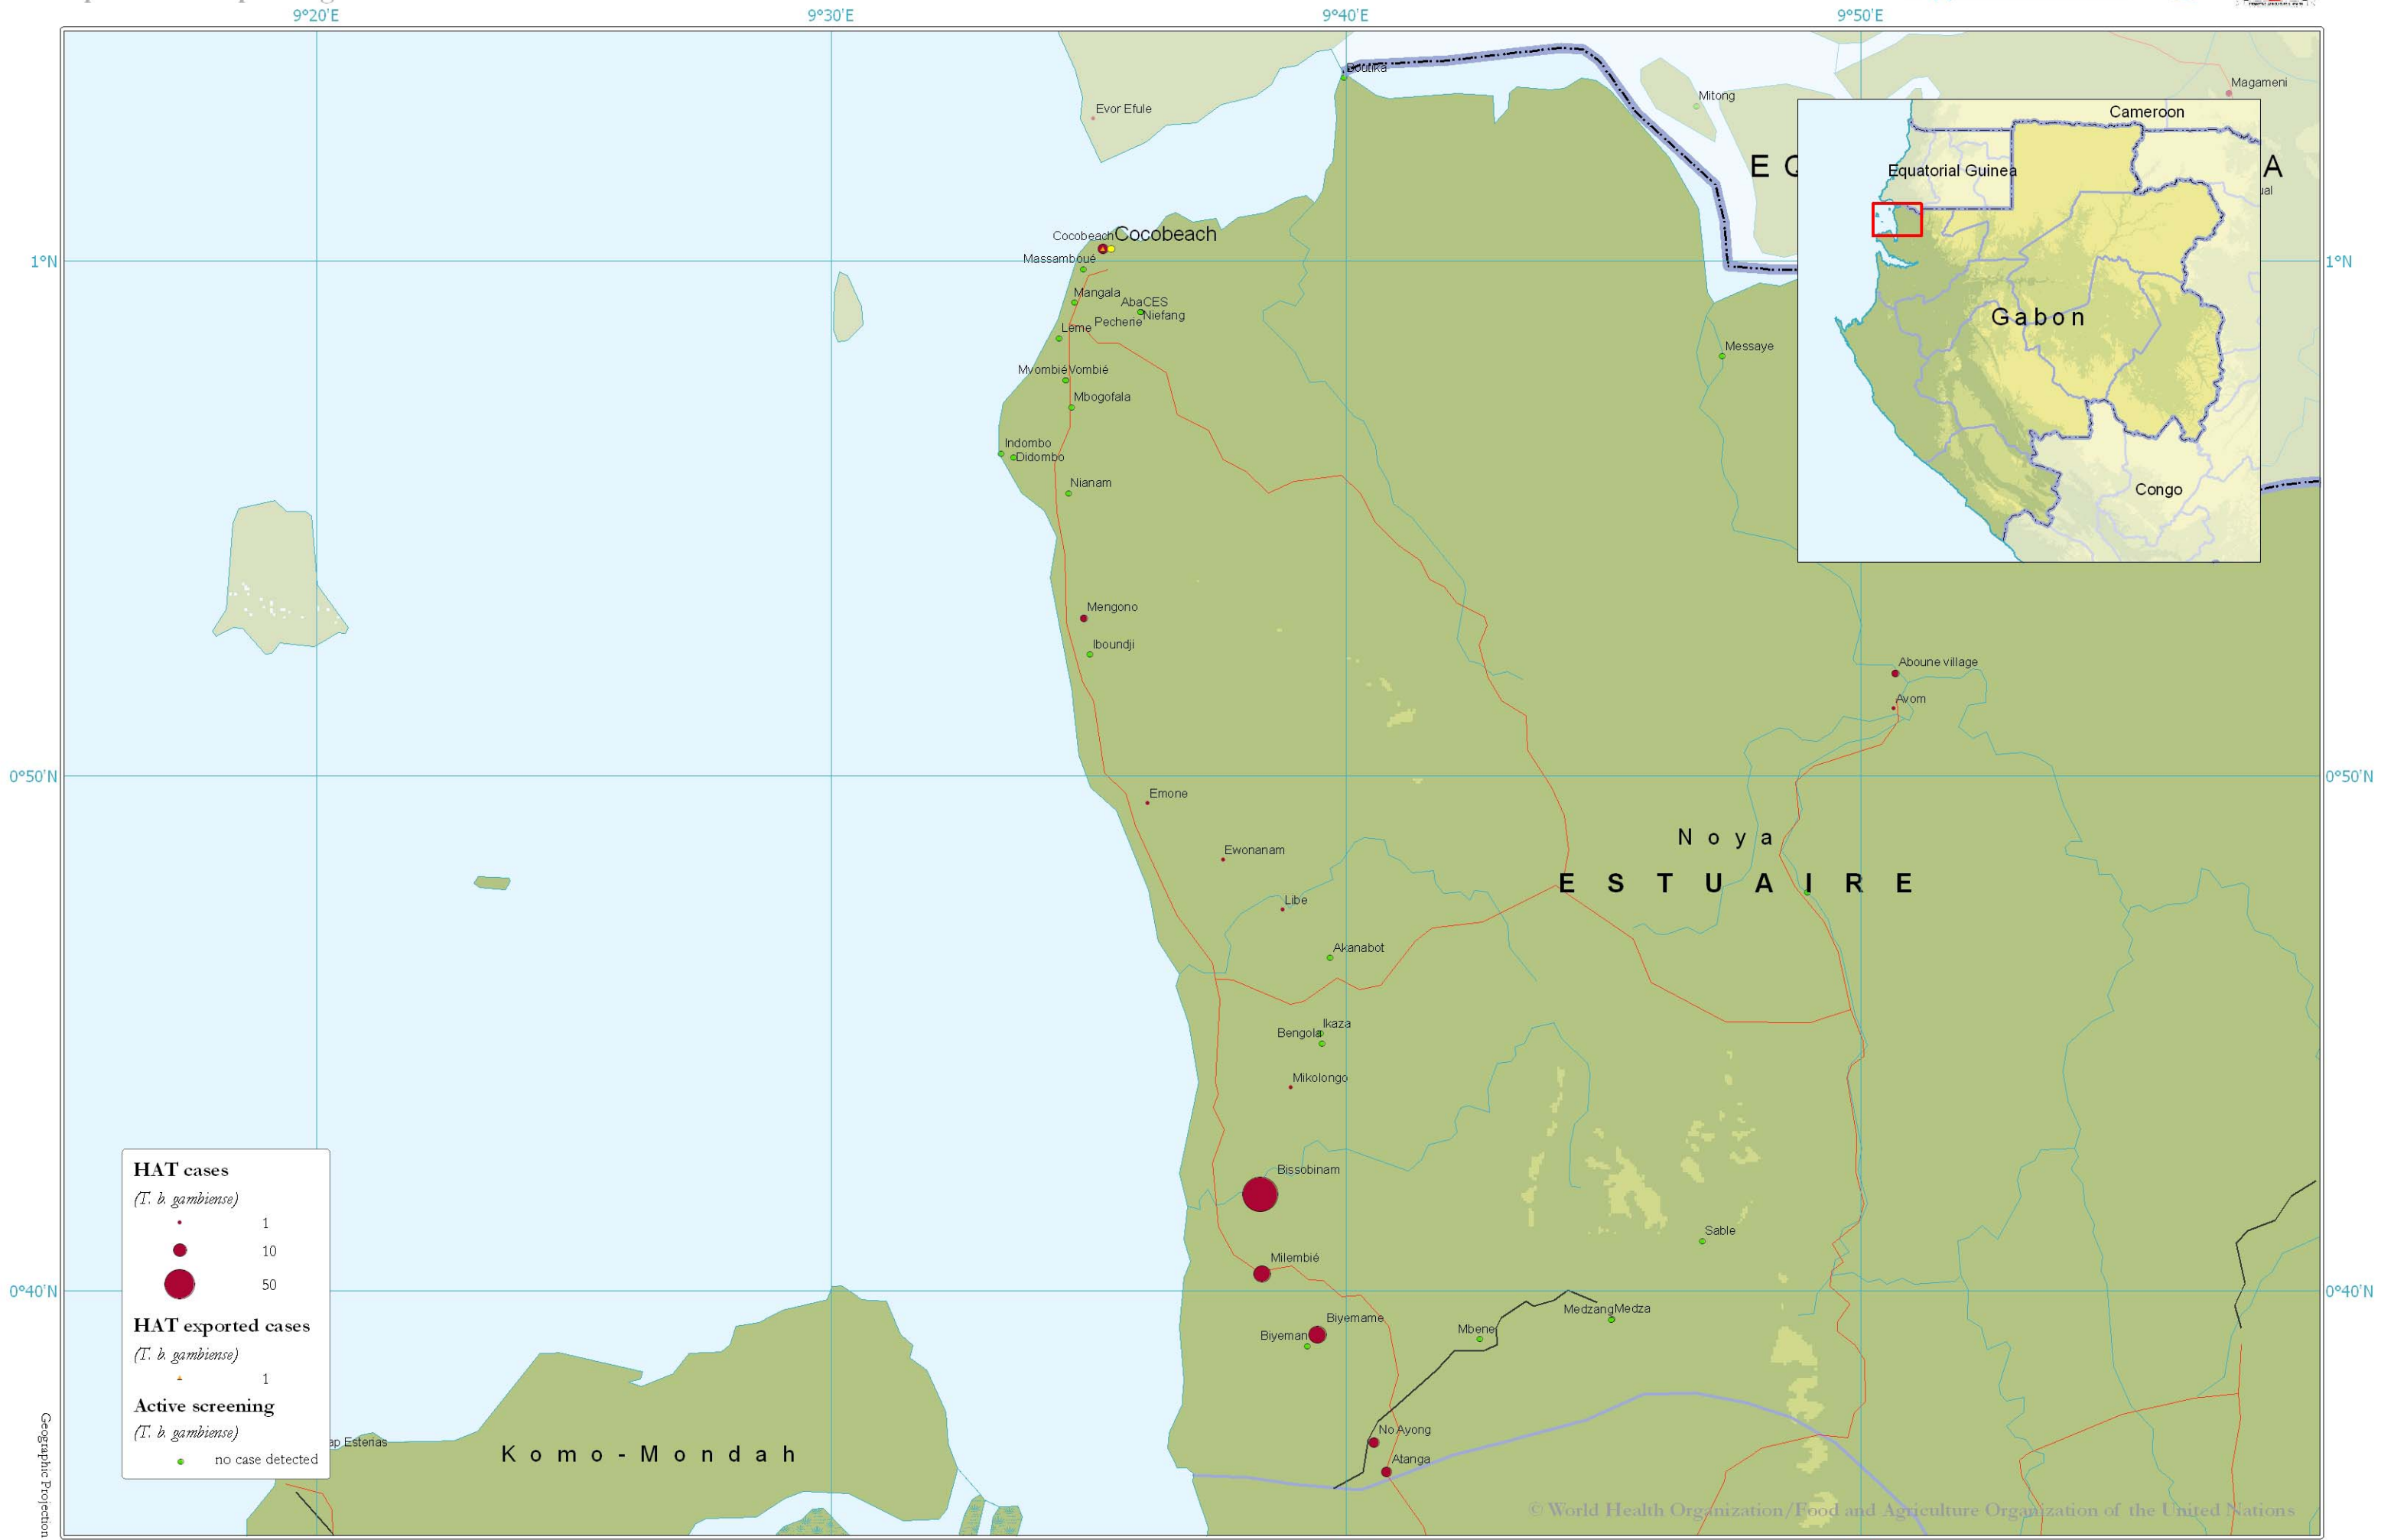 9°20'E
9°30'E
9°40'E
9°50'E
Boutika
Magameni
Evor Efule
Mitong
Cameroon
E
A
Equatorial Guinea
Cocobeach
Cocobeach
1°N
Massamboué
1°N
Mangala
AbaCES
Pecherie
Niefang
Gabon
Leme
Messaye
Mvombié
Vombié
Mbogofala
Indombo
Didombo
Nianam
Congo
Mengono
Iboundji
Aboune village
Avom
0°50'N
0°50'N
Emone
Noya
Ewonanam
ESTUAIRE
Libe
Akanabot
Ikaza
Bengola
Mikolongo
Bissobinam
Sable
Milembié
0°40'N
0°40'N
Medzang
Medza
Biyemame
Mbene
Biyeman
No Ayong
Atanga
Komo-Mondah
HAT cases
(T. b. gambiense)
1
10
50
HAT exported cases
(T. b. gambiense)
1
Active screening
(T. b. gambiense)
no case detected
ap Esterias
Geographic Projection
© World Health Organization/Food and Agriculture Organization of the United Nations